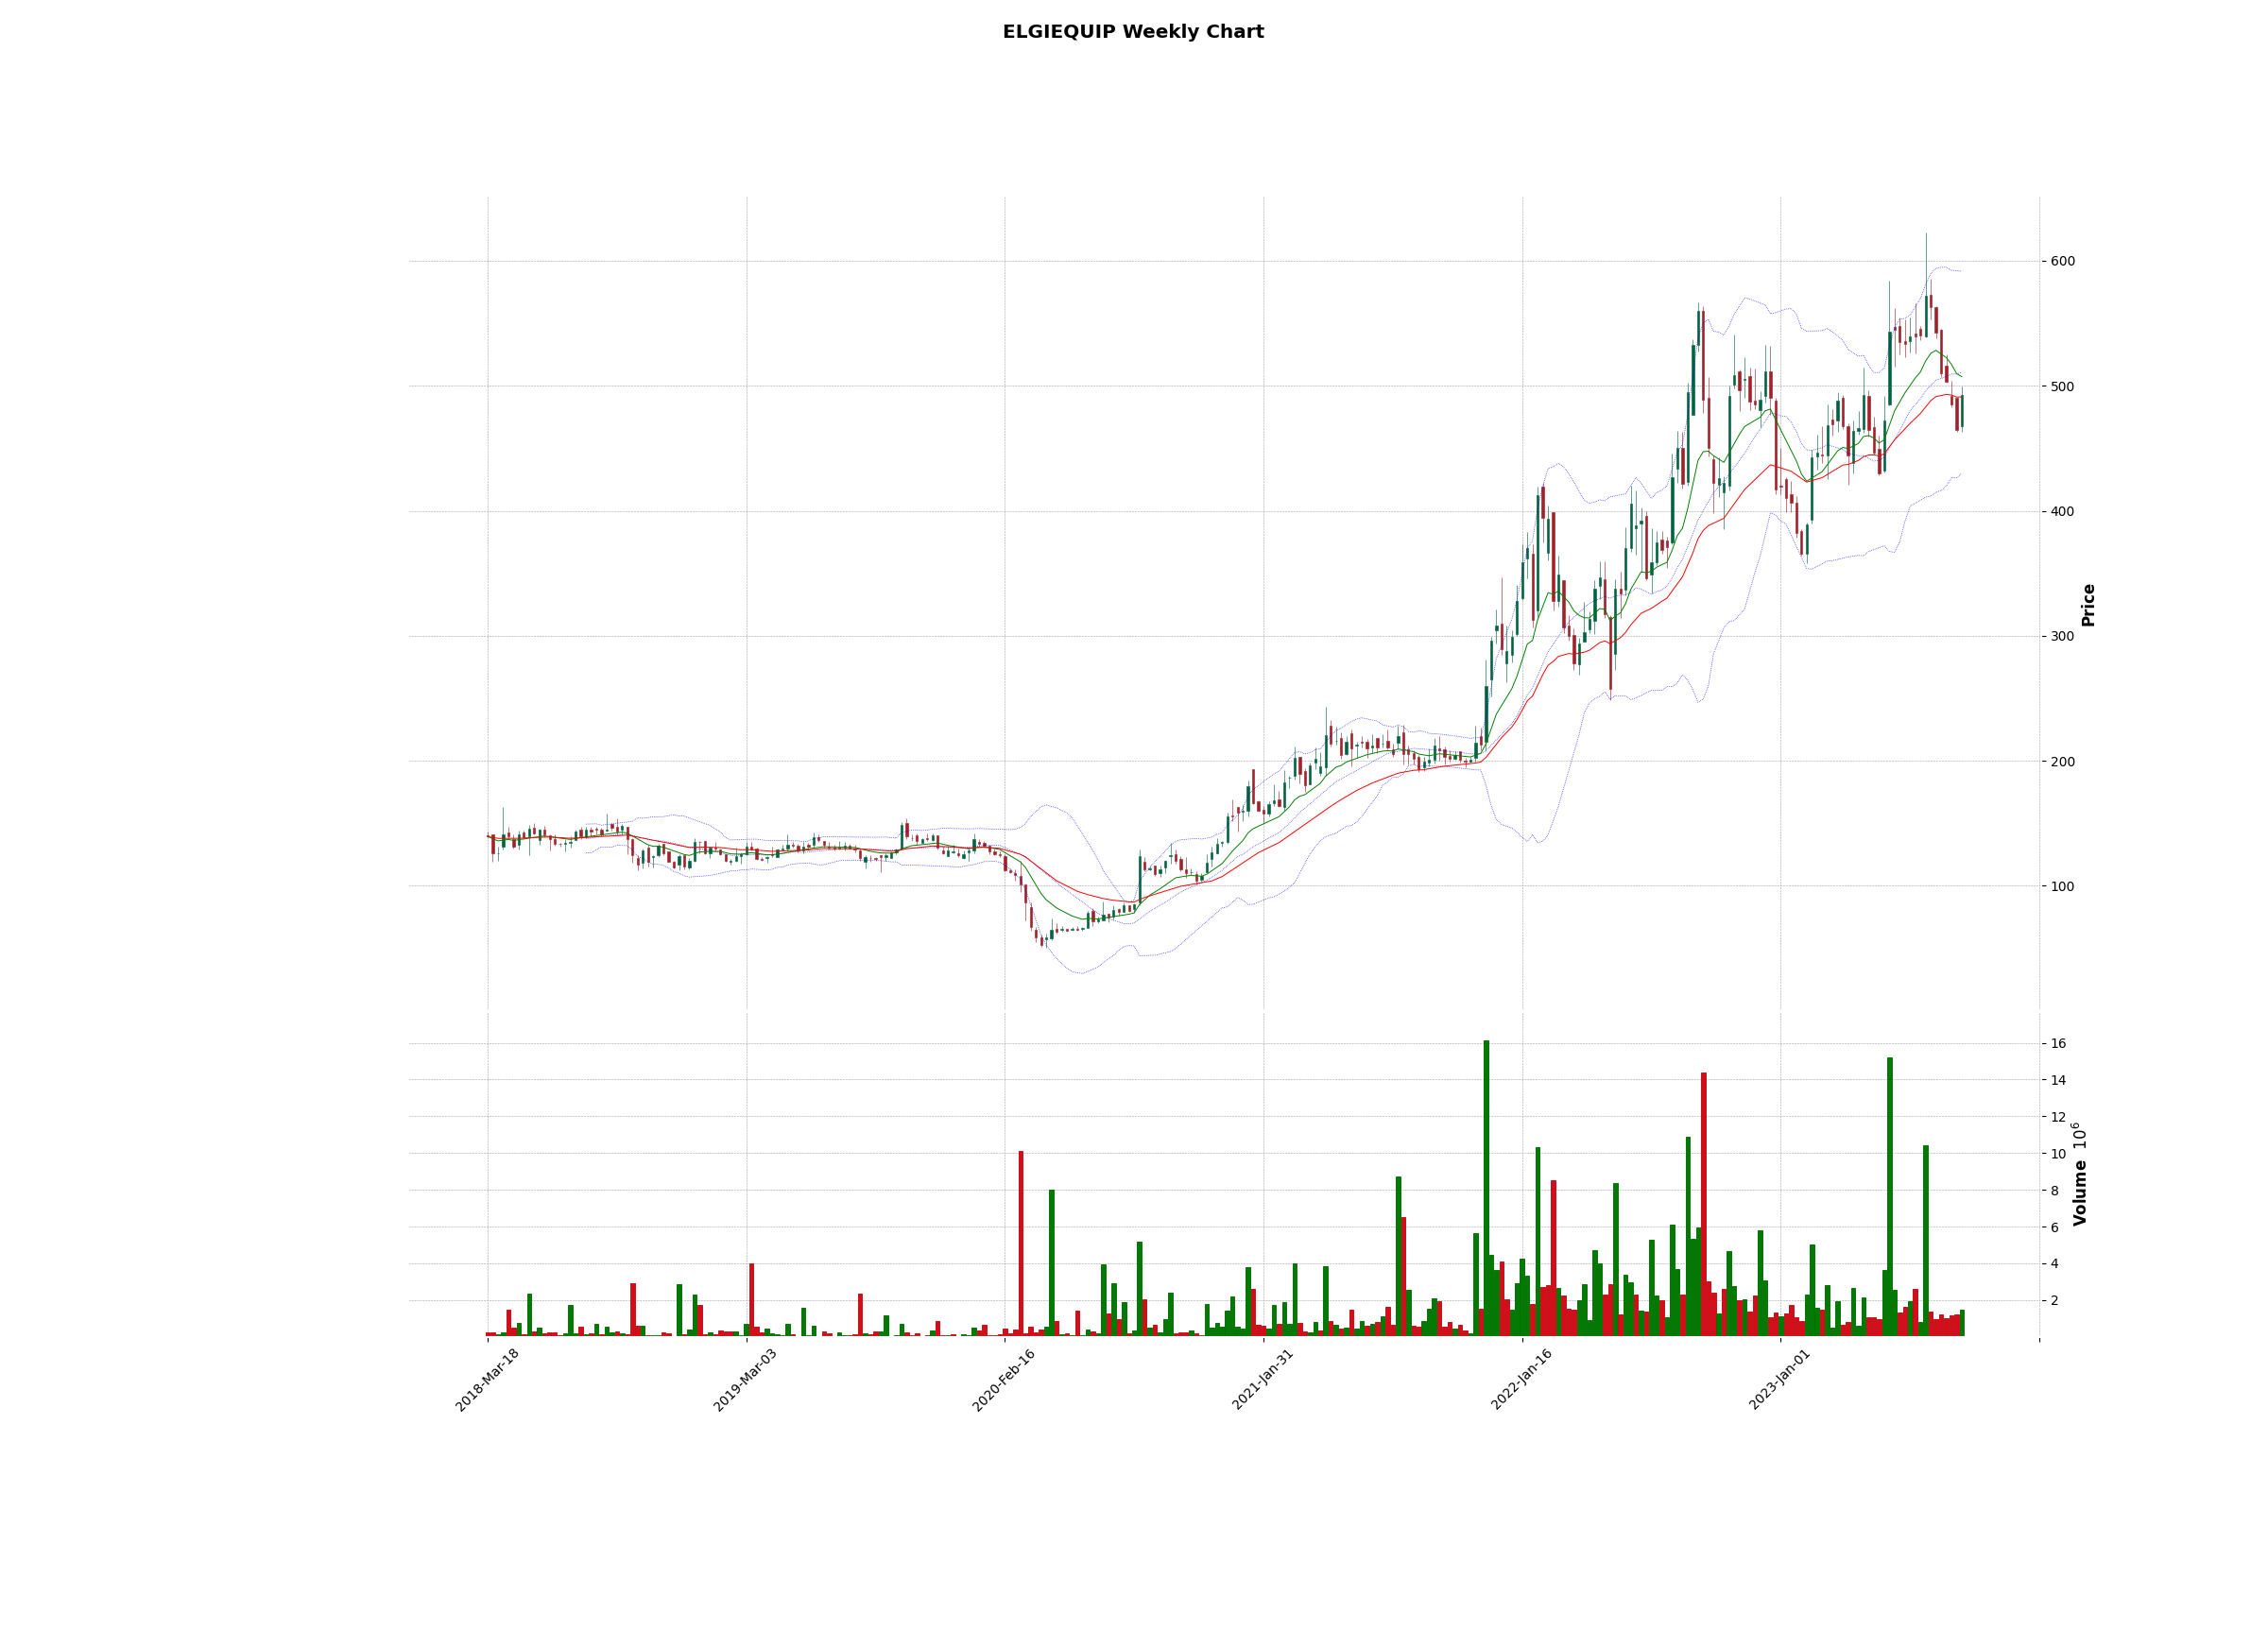 ELGIEQUIP Weekly Chart
600
500
400
300
200
100
Price
16
14
12
10
8
6
4
2
Volume 10^6
2018-Mar-18
2019-Mar-03
2020-Feb-16
2021-Jan-31
2022-Jan-16
2023-Jan-01